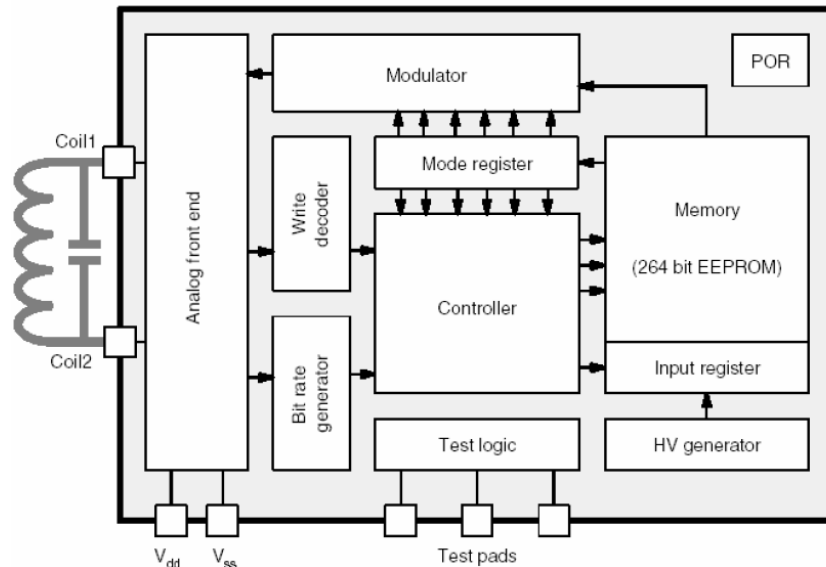 Modulator
POR
Coil1
Mode register
Write
decoder
Memory
(264 bit EEPROM)
Analog front end
Controller
Coil2
Bit rate
generator
Input register
Test logic
HV generator
Vdd
Vss
Test pads